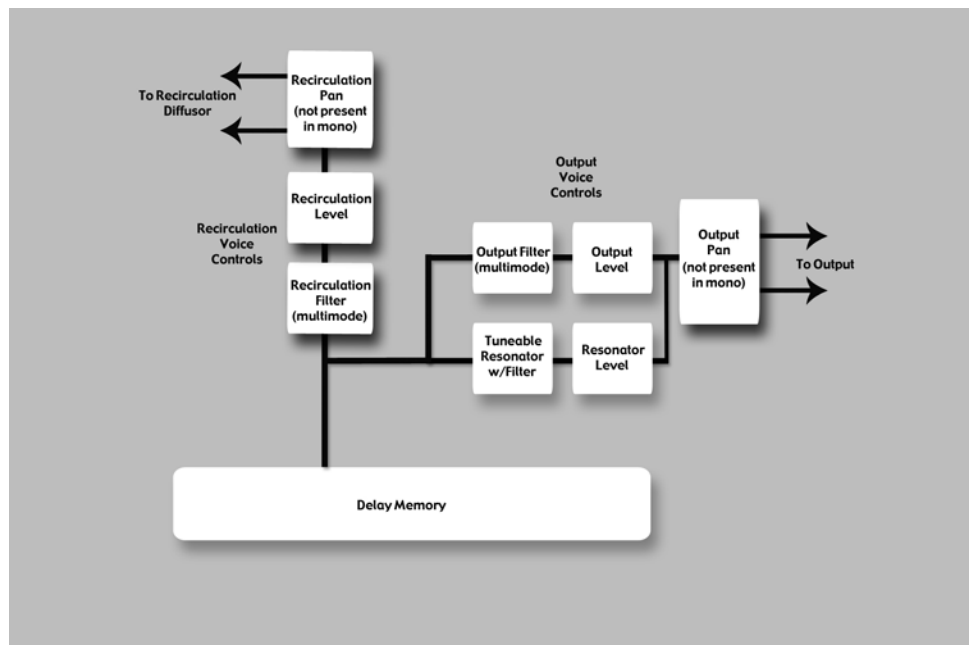 To Recirculation
Diffusor
Recirculation
Pan
(not present
in mono)
Recirculation
Level
Recirculation
Voice
Controls
Recirculation
Filter
(multimode)
Output
Voice
Controls
Output Filter
(multimode)
Output
Level
Output
Pan
(not present
in mono)
To Output
Tuneable
Resonator
w/Filter
Resonator
Level
Delay Memory